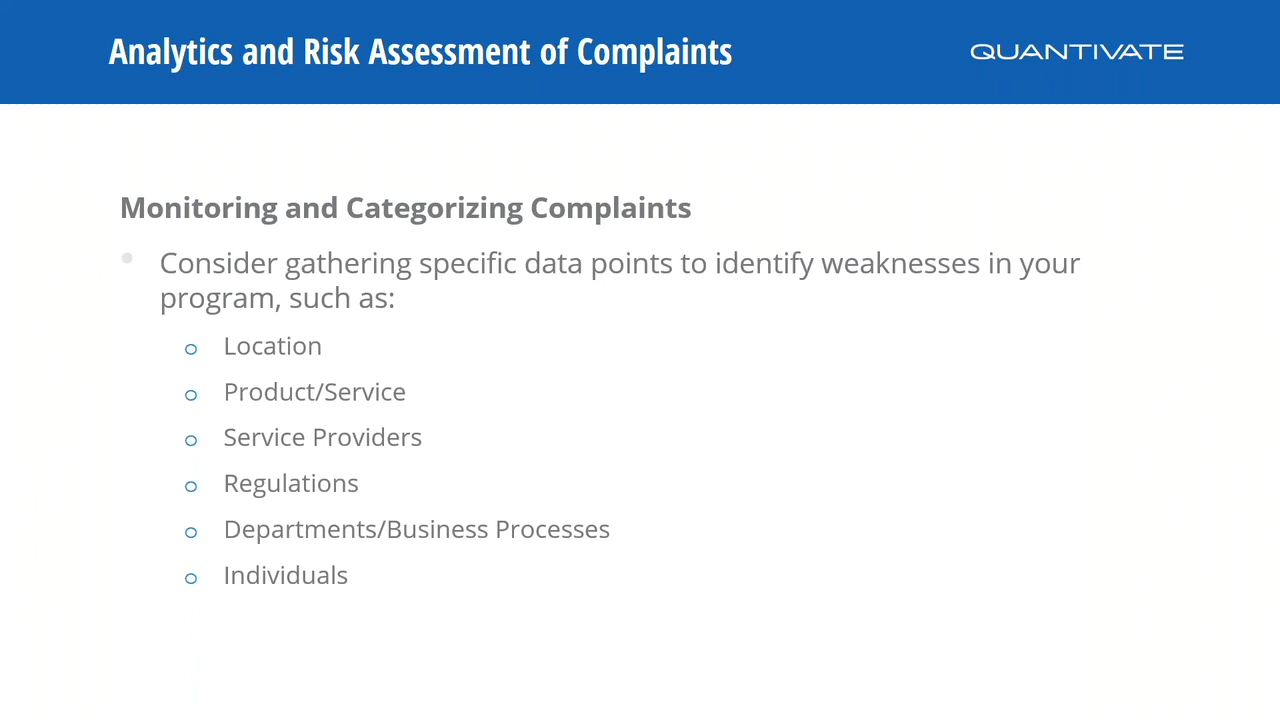 Analytics and Risk Assessment of Complaints
QUANTIVATE
Monitoring and Categorizing Complaints
Consider gathering specific data points to identify weaknesses in your
program, such as:
Location
Product/Service
Service Providers
Regulations
Departments/Business Processes
Individuals